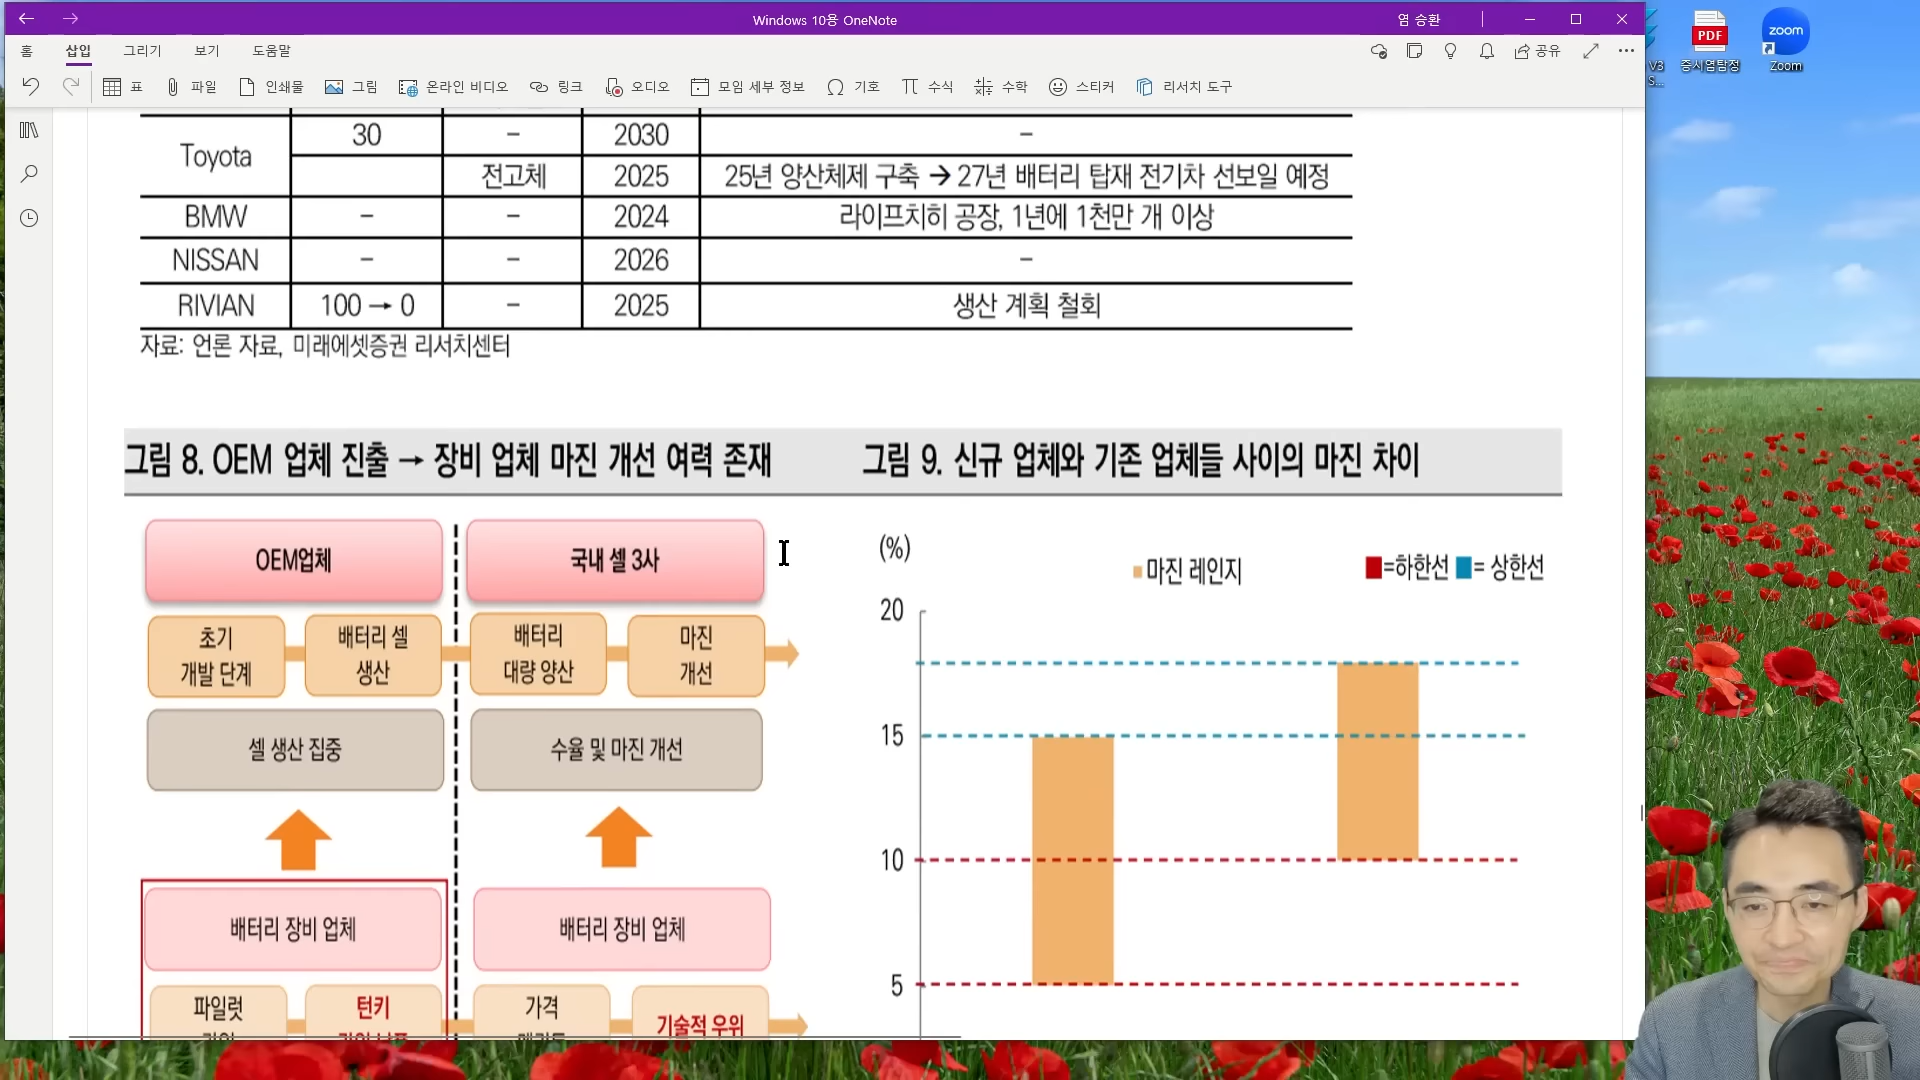 Windows 10용 OneNote
염 승환
홈 삽입 그리기 보기 도움말
공유
표 파일 인쇄물 그림 온라인 비디오 링크 오디오 모임 세부 정보 기호 수식 수학 스티커 리서치 도구
V3
S...
PDF
증시염탐정
zoom
Zoom
Toyota 30 - 2030 -
전고체 2025 25년 양산체제 구축 → 27년 배터리 탑재 전기차 선보일 예정
BMW - - 2024 라이프치히 공장, 1년에 1천만 개 이상
NISSAN - - 2026 -
RIVIAN 100 → 0 - 2025 생산 계획 철회
자료: 언론 자료, 미래에셋증권 리서치센터
그림 8. OEM 업체 진출 → 장비 업체 마진 개선 여력 존재
그림 9. 신규 업체와 기존 업체들 사이의 마진 차이
OEM업체
국내 셀 3사
초기
개발 단계
배터리 셀
생산
배터리
대량 양산
마진
개선
셀 생산 집중
수율 및 마진 개선
배터리 장비 업체
배터리 장비 업체
파일럿
턴키
가격
기술적 우위
(%)
마진 레인지
=하한선 = 상한선
20
15
10
5